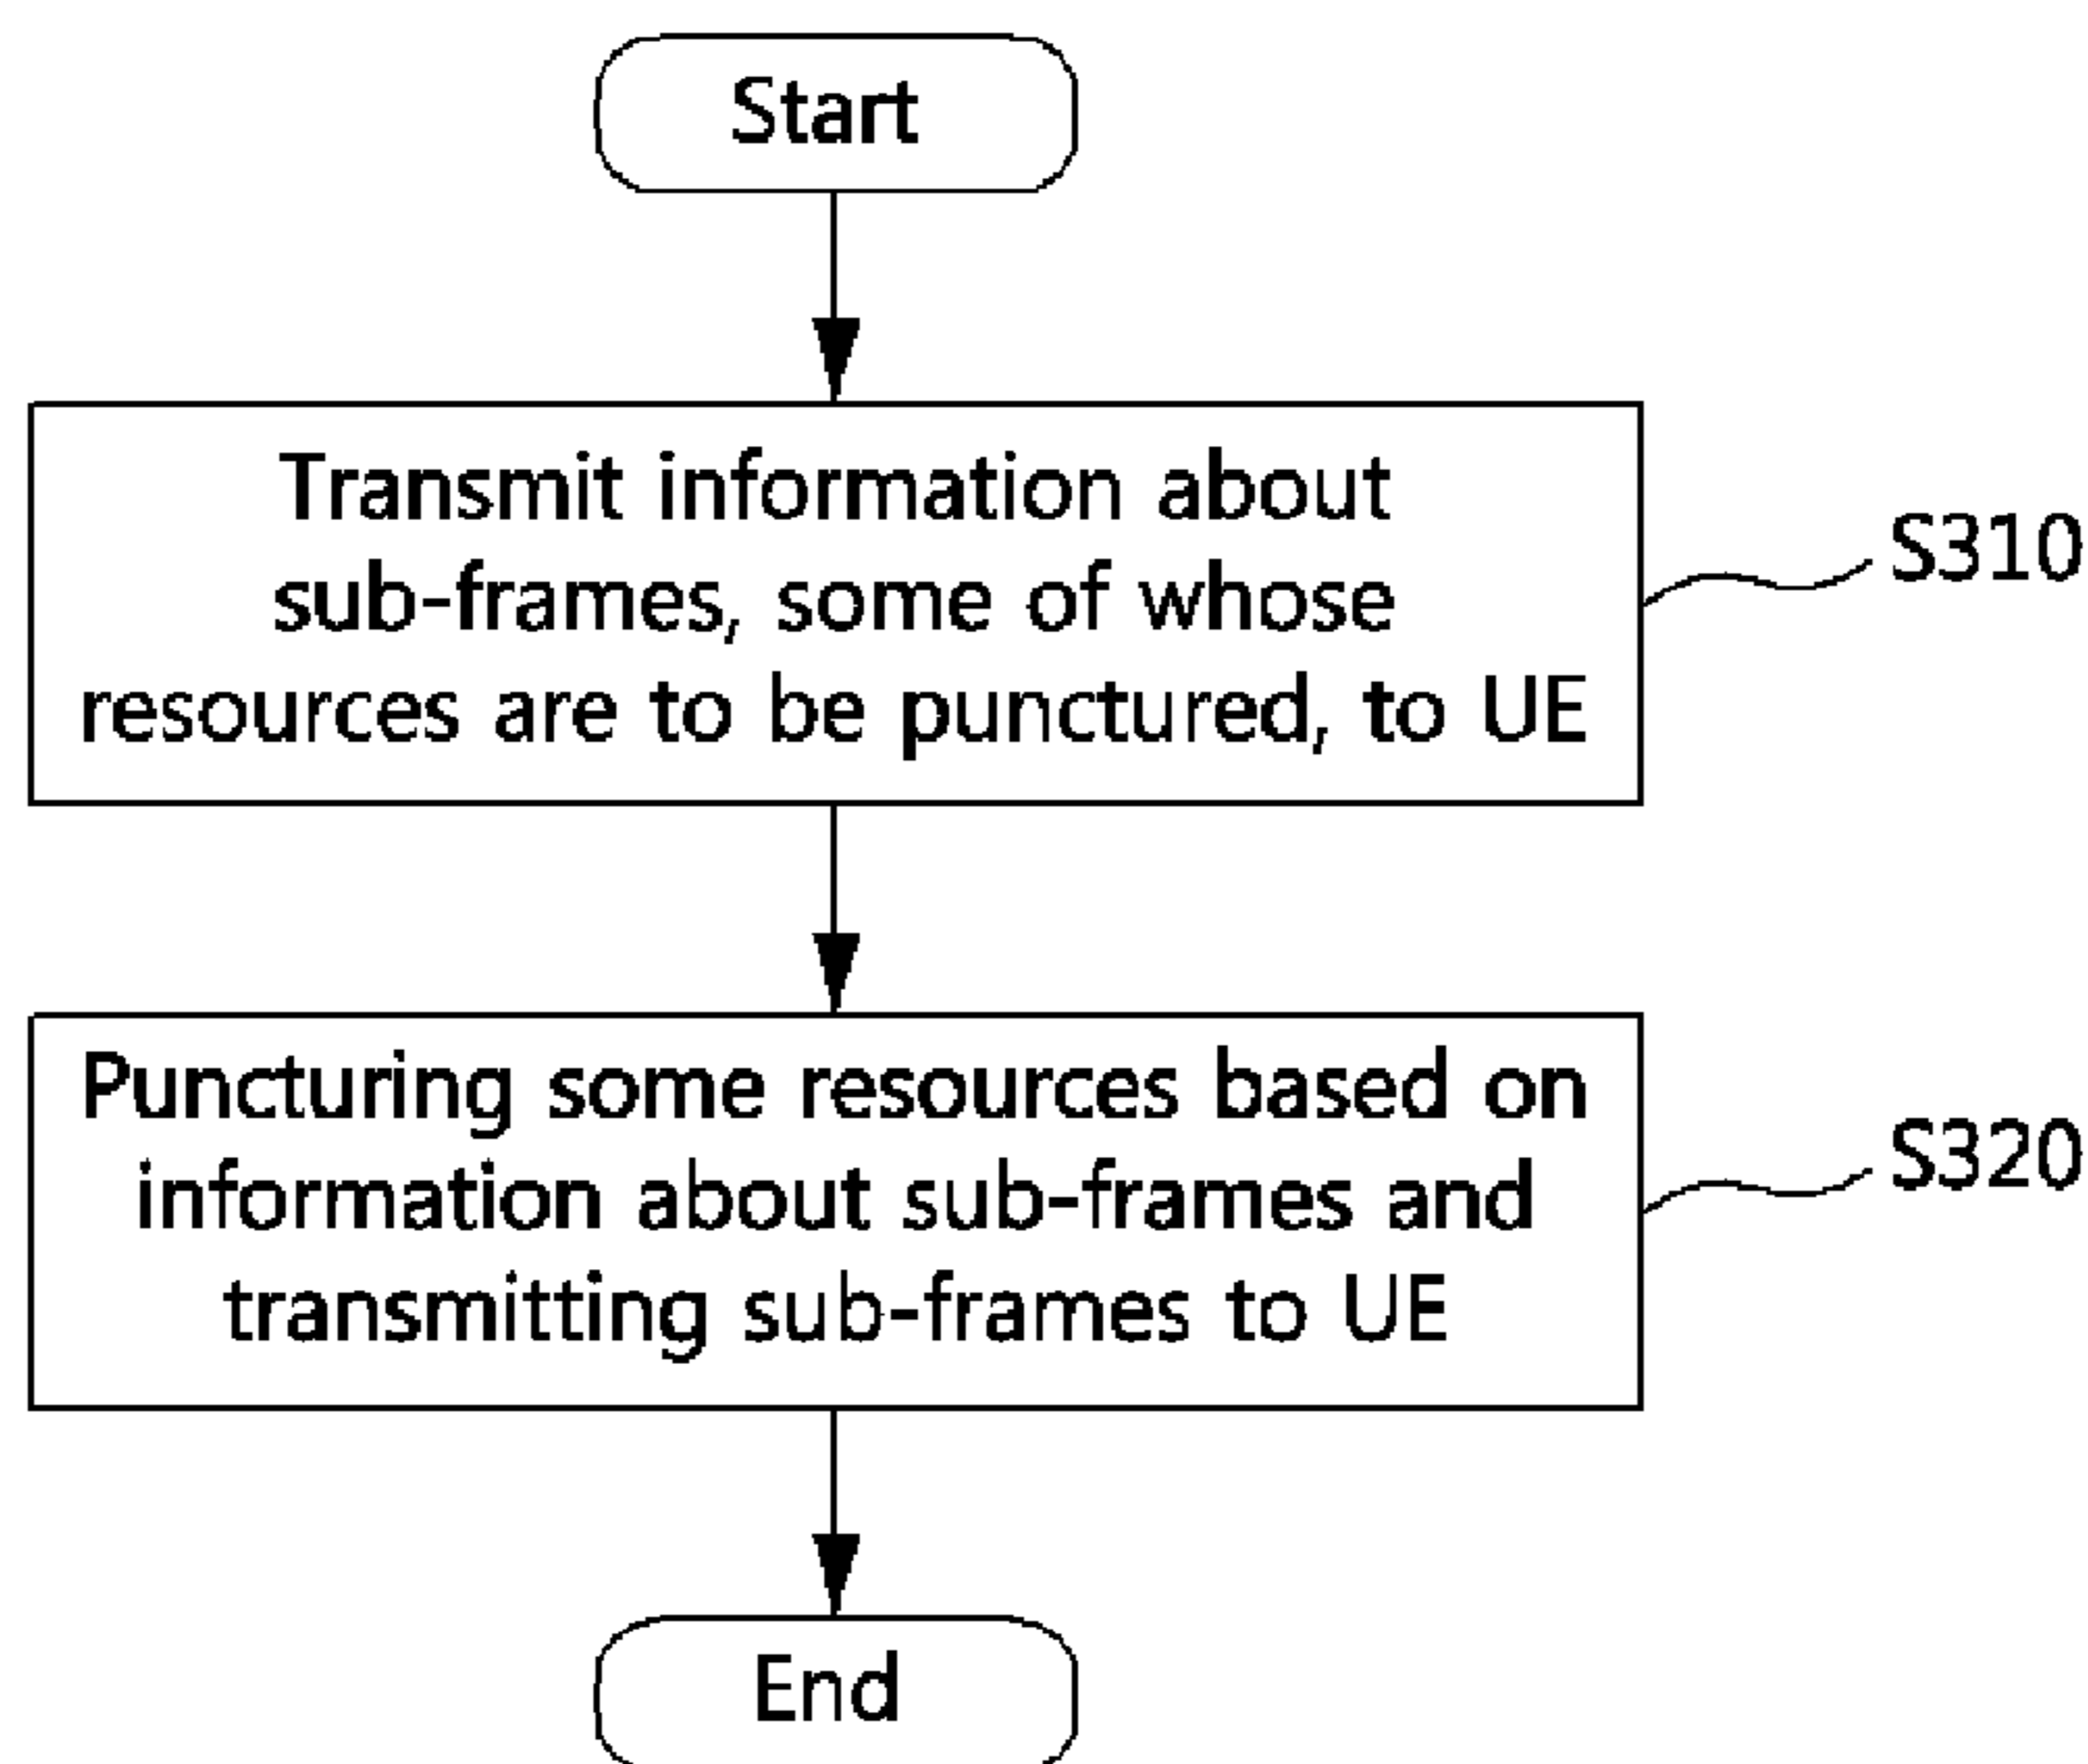 Start
Transmit information about
sub-frames, some of whose
resources are to be punctured, to UE
S310
Puncturing some resources based on
information about sub-frames and
transmitting sub-frames to UE
S320
End